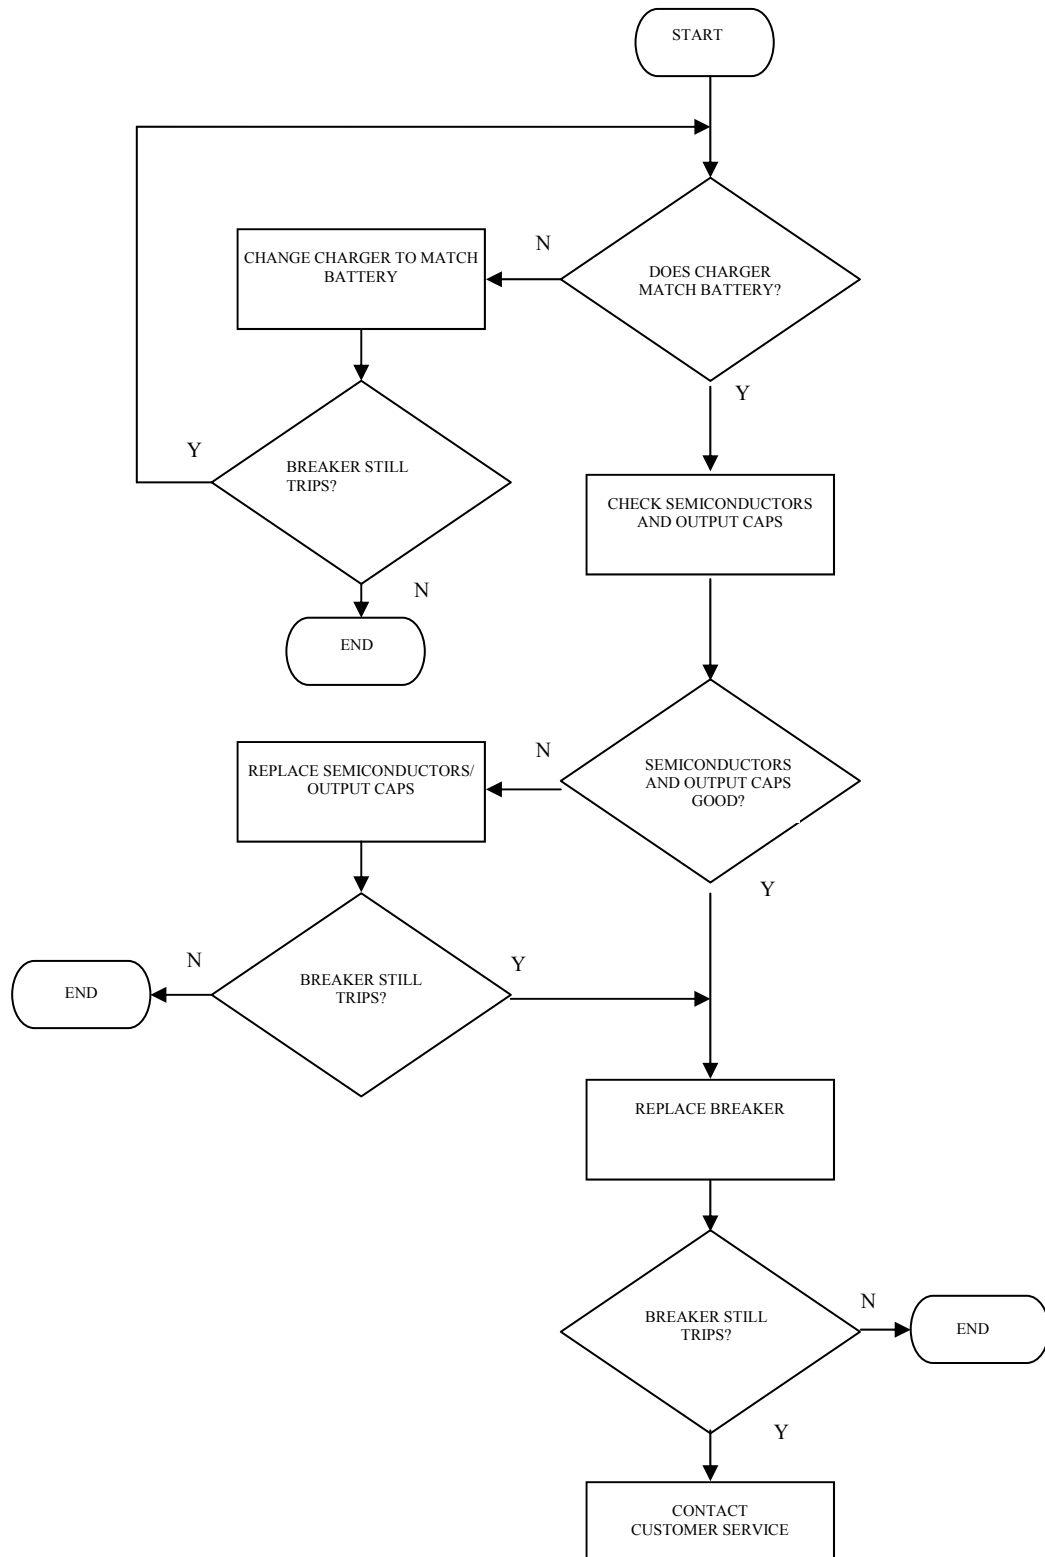 START
N
CHANGE CHARGER TO MATCH
BATTERY
DOES CHARGER
MATCH BATTERY?
Y
Y
BREAKER STILL
TRIPS?
CHECK SEMICONDUCTORS
AND OUTPUT CAPS
N
END
N
REPLACE SEMICONDUCTORS/
OUTPUT CAPS
SEMICONDUCTORS
AND OUTPUT CAPS
GOOD?
Y
N
Y
BREAKER STILL
TRIPS?
END
REPLACE BREAKER
BREAKER STILL
TRIPS?
N
END
Y
CONTACT
CUSTOMER SERVICE